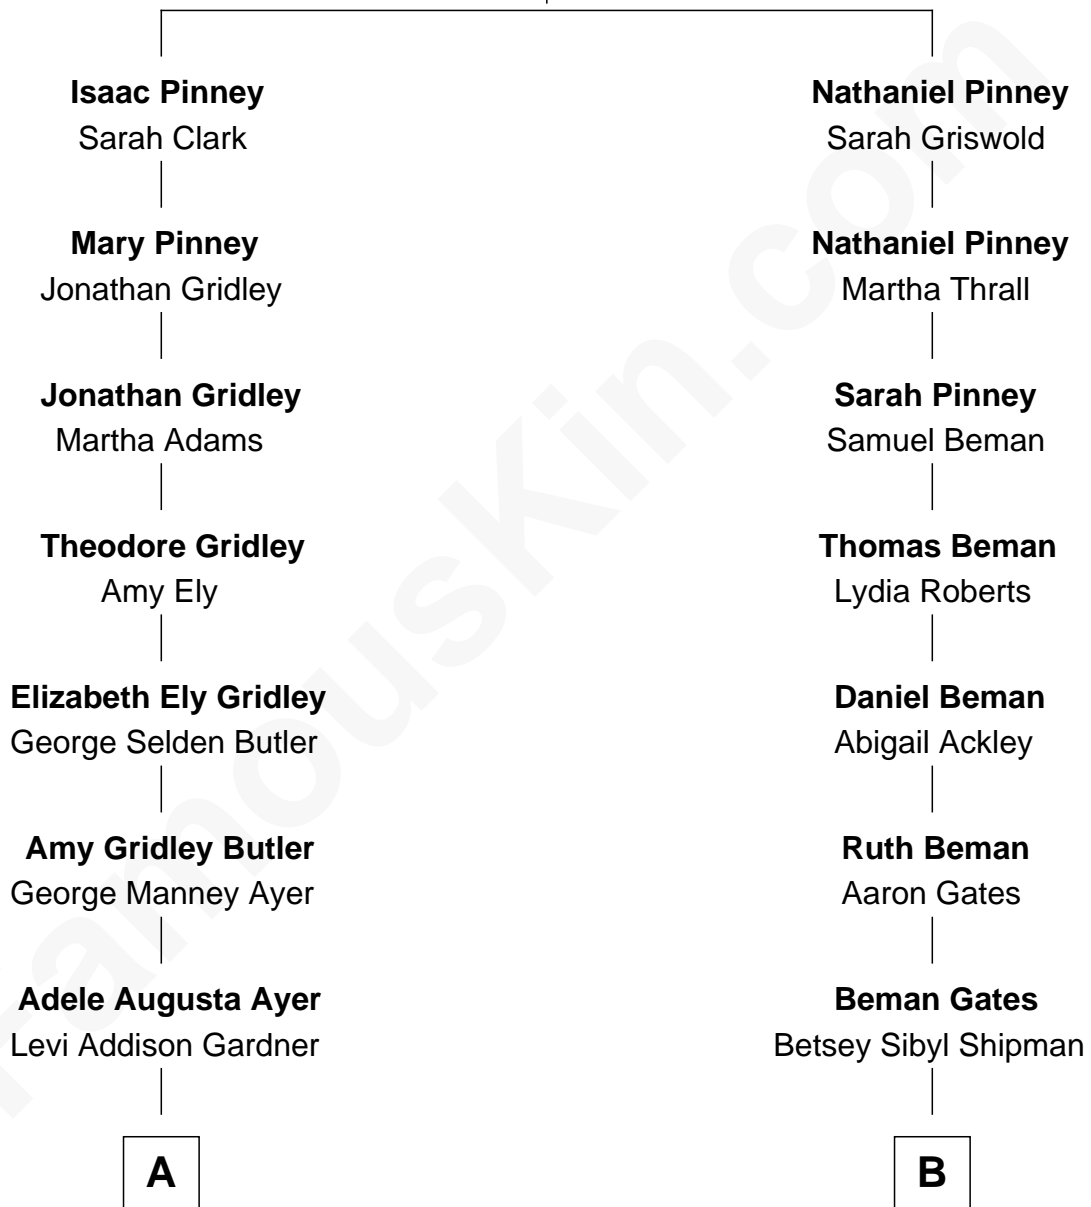 Isaac Pinney
Sarah Clark
Mary Pinney
Jonathan Gridley
Jonathan Gridley
Martha Adams
Theodore Gridley
Amy Ely
Elizabeth Ely Gridley
George Selden Butler
Amy Gridley Butler
George Manney Ayer
Adele Augusta Ayer
Levi Addison Gardner
A
Nathaniel Pinney
Sarah Griswold
Nathaniel Pinney
Martha Thrall
Sarah Pinney
Samuel Beman
Thomas Beman
Lydia Roberts
Daniel Beman
Abigail Ackley
Ruth Beman
Aaron Gates
Beman Gates
Betsey Sibyl Shipman
B
FamousKin.com